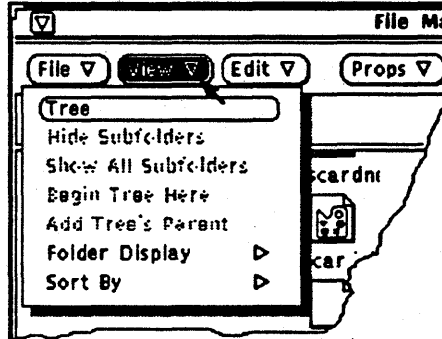 File Ma
File View Edit Props
Tree
Hide Subfolders
Show All Subfolders
Begin Tree Here
Add Tree's Parent
Folder Display
Sort By
scardn
car